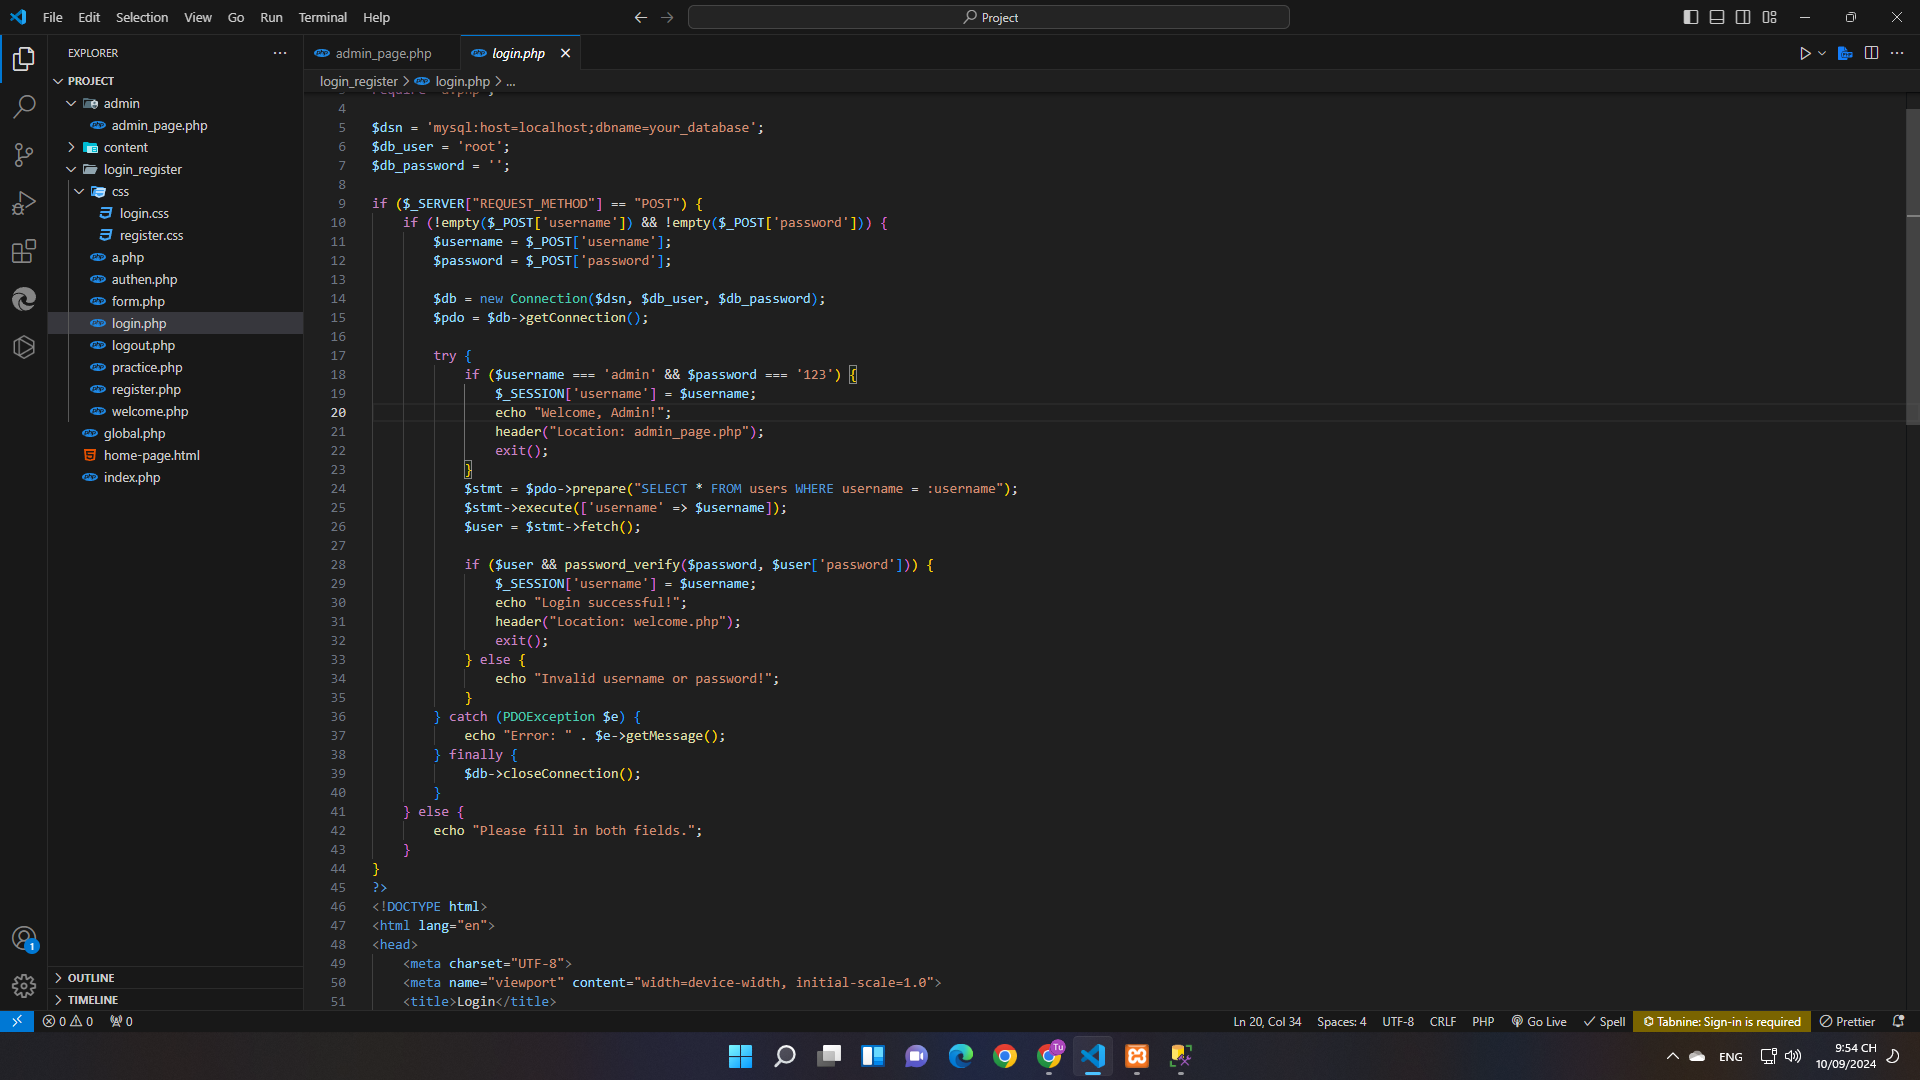 File Edit Selection View Go Run Terminal Help
Project
EXPLORER
PROJECT
admin
admin_page.php
content
login_register
css
login.css
register.css
a.php
authen.php
form.php
login.php
logout.php
practice.php
register.php
welcome.php
global.php
home-page.html
index.php
OUTLINE
TIMELINE
admin_page.php login.php
login_register > login.php > ...
4
5 $dsn = 'mysql:host=localhost;dbname=your_database';
6 $db_user = 'root';
7 $db_password = '';
8
9 if ($_SERVER["REQUEST_METHOD"] == "POST") {
10 if (!empty($_POST['username']) && !empty($_POST['password'])) {
11 $username = $_POST['username'];
12 $password = $_POST['password'];
13
14 $db = new Connection($dsn, $db_user, $db_password);
15 $pdo = $db->getConnection();
16
17 try {
18 if ($username === 'admin' && $password === '123') {
19 $_SESSION['username'] = $username;
20 echo "Welcome, Admin!";
21 header("Location: admin_page.php");
22 exit();
23 }
24 $stmt = $pdo->prepare("SELECT * FROM users WHERE username = :username");
25 $stmt->execute(['username' => $username]);
26 $user = $stmt->fetch();
27
28 if ($user && password_verify($password, $user['password'])) {
29 $_SESSION['username'] = $username;
30 echo "Login successful!";
31 header("Location: welcome.php");
32 exit();
33 } else {
34 echo "Invalid username or password!";
35 }
36 } catch (PDOException $e) {
37 echo "Error: " . $e->getMessage();
38 } finally {
39 $db->closeConnection();
40 }
41 } else {
42 echo "Please fill in both fields.";
43 }
44 }
45 ?>
46 <!DOCTYPE html>
47 <html lang="en">
48 <head>
49 <meta charset="UTF-8">
50 <meta name="viewport" content="width=device-width, initial-scale=1.0">
51 <title>Login</title>
1
0 0 0
Ln 20, Col 34 Spaces: 4 UTF-8 CRLF PHP Go Live Spell Tabnine: Sign-in is required Prettier
Tu
ENG
9:54 CH
10/09/2024